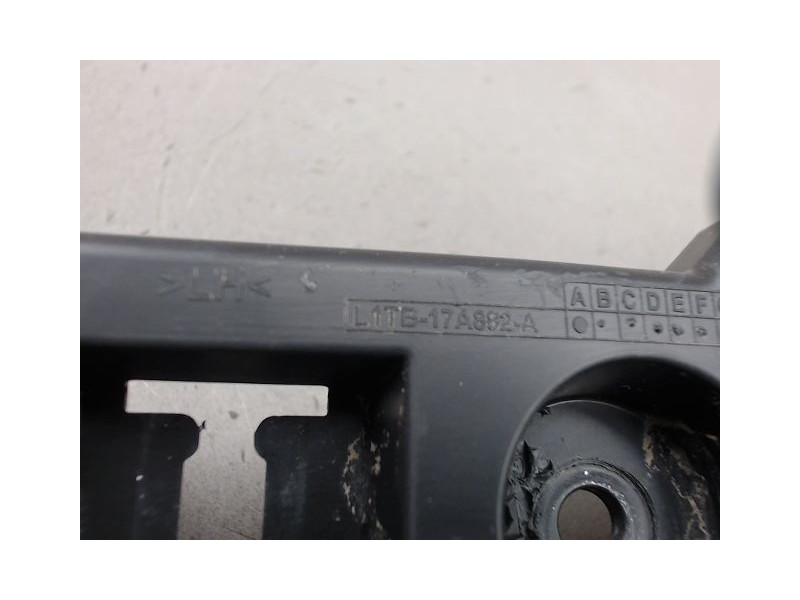 >LH<
L1TB-17A882-A
A B C D E F